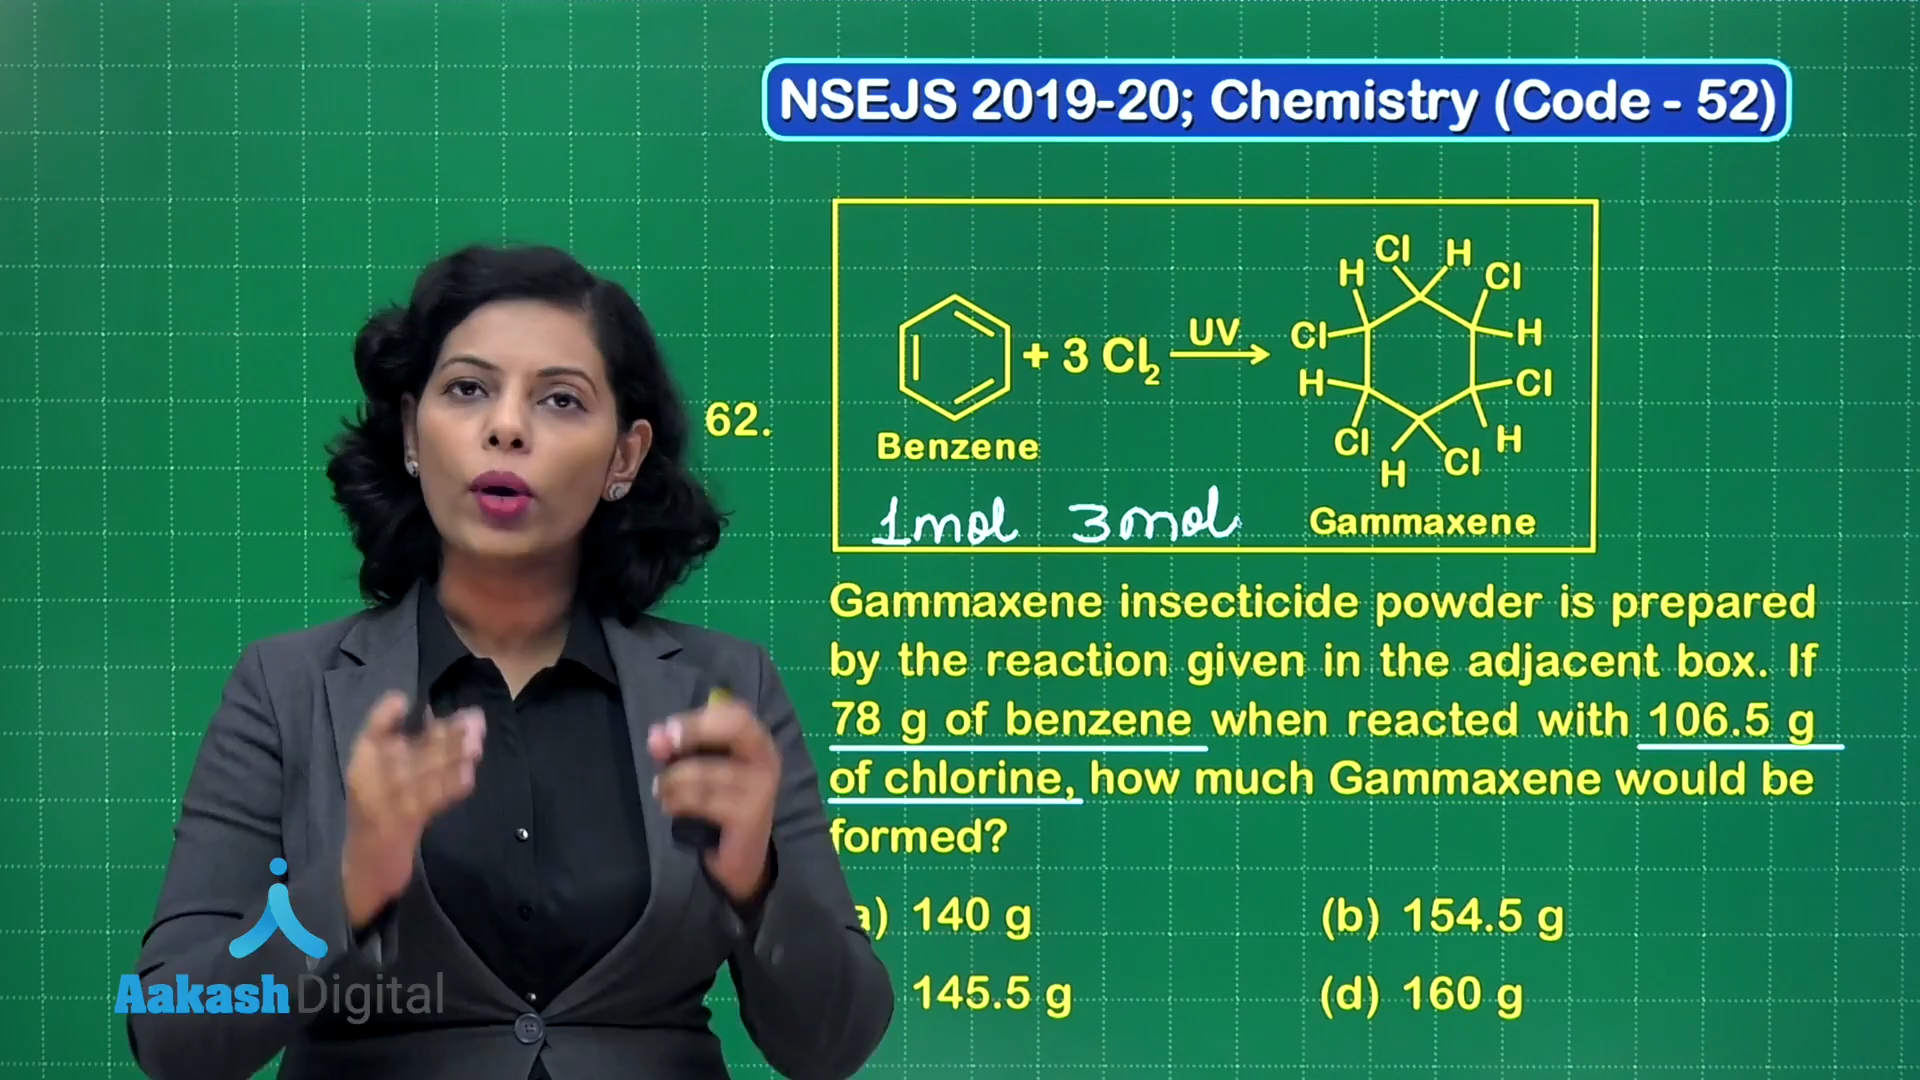 NSEJS 2019-20; Chemistry (Code - 52)
62.
Cl H
H Cl
Cl H
+ 3 Cl₂ UV
H Cl
Cl H
H Cl
Benzene
Gammaxene
1mol 3mol
Gammaxene insecticide powder is prepared
by the reaction given in the adjacent box. If
78 g of benzene when reacted with 106.5 g
of chlorine, how much Gammaxene would be
formed?
a) 140 g (b) 154.5 g
145.5 g (d) 160 g
Aakash Digital